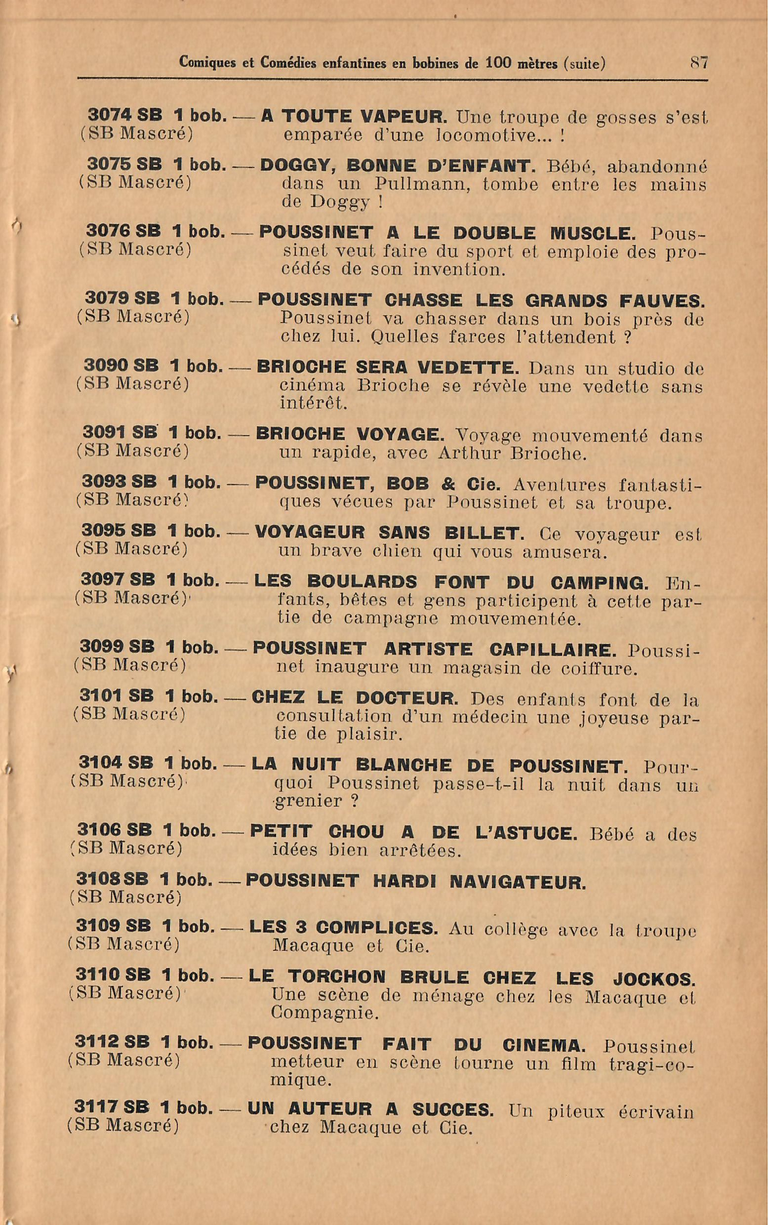 Comiques et Comédies enfantines en bobines de 100 mètres (suite) 87
3074 SB 1 bob. — A TOUTE VAPEUR. Une troupe de gosses s'est
(SB Mascré) emparée d'une locomotive... !
3075 SB 1 bob. — DOGGY, BONNE D'ENFANT. Bébé, abandonné
(SB Mascré) dans un Pullmann, tombe entre les mains
de Doggy !
3076 SB 1 bob. — POUSSINET A LE DOUBLE MUSCLE. Pous-
(SB Mascré) sinet veut faire du sport et emploie des pro-
cédés de son invention.
3079 SB 1 bob. — POUSSINET CHASSE LES GRANDS FAUVES.
(SB Mascré) Poussinet va chasser dans un bois près de
chez lui. Quelles farces l'attendent ?
3090 SB 1 bob. — BRIOCHE SERA VEDETTE. Dans un studio de
(SB Mascré) cinéma Brioche se révèle une vedette sans
intérêt.
3091 SB 1 bob. — BRIOCHE VOYAGE. Voyage mouvementé dans
(SB Mascré) un rapide, avec Arthur Brioche.
3093 SB 1 bob. — POUSSINET, BOB & Cie. Aventures fantasti-
(SB Mascré) ques vécues par Poussinet et sa troupe.
3095 SB 1 bob. — VOYAGEUR SANS BILLET. Ce voyageur est
(SB Mascré) un brave chien qui vous amusera.
3097 SB 1 bob. — LES BOULARDS FONT DU CAMPING. En-
(SB Mascré) fants, bêtes et gens participent à cette par-
tie de campagne mouvementée.
3099 SB 1 bob. — POUSSINET ARTISTE CAPILLAIRE. Poussi-
(SB Mascré) net inaugure un magasin de coiffure.
3101 SB 1 bob. — CHEZ LE DOCTEUR. Des enfants font de la
(SB Mascré) consultation d'un médecin une joyeuse par-
tie de plaisir.
3104 SB 1 bob. — LA NUIT BLANCHE DE POUSSINET. Pour-
(SB Mascré) quoi Poussinet passe-t-il la nuit dans un
grenier ?
3106 SB 1 bob. — PETIT CHOU A DE L'ASTUCE. Bébé a des
(SB Mascré) idées bien arrêtées.
3108 SB 1 bob. — POUSSINET HARDI NAVIGATEUR.
(SB Mascré)
3109 SB 1 bob. — LES 3 COMPLICES. Au collège avec la troupe
(SB Mascré) Macaque et Cie.
3110 SB 1 bob. — LE TORCHON BRULE CHEZ LES JOCKOS.
(SB Mascré) Une scène de ménage chez les Macaque et
Compagnie.
3112 SB 1 bob. — POUSSINET FAIT DU CINEMA. Poussinet
(SB Mascré) metteur en scène tourne un film tragi-co-
mique.
3117 SB 1 bob. — UN AUTEUR A SUCCES. Un piteux écrivain
(SB Mascré) chez Macaque et Cie.